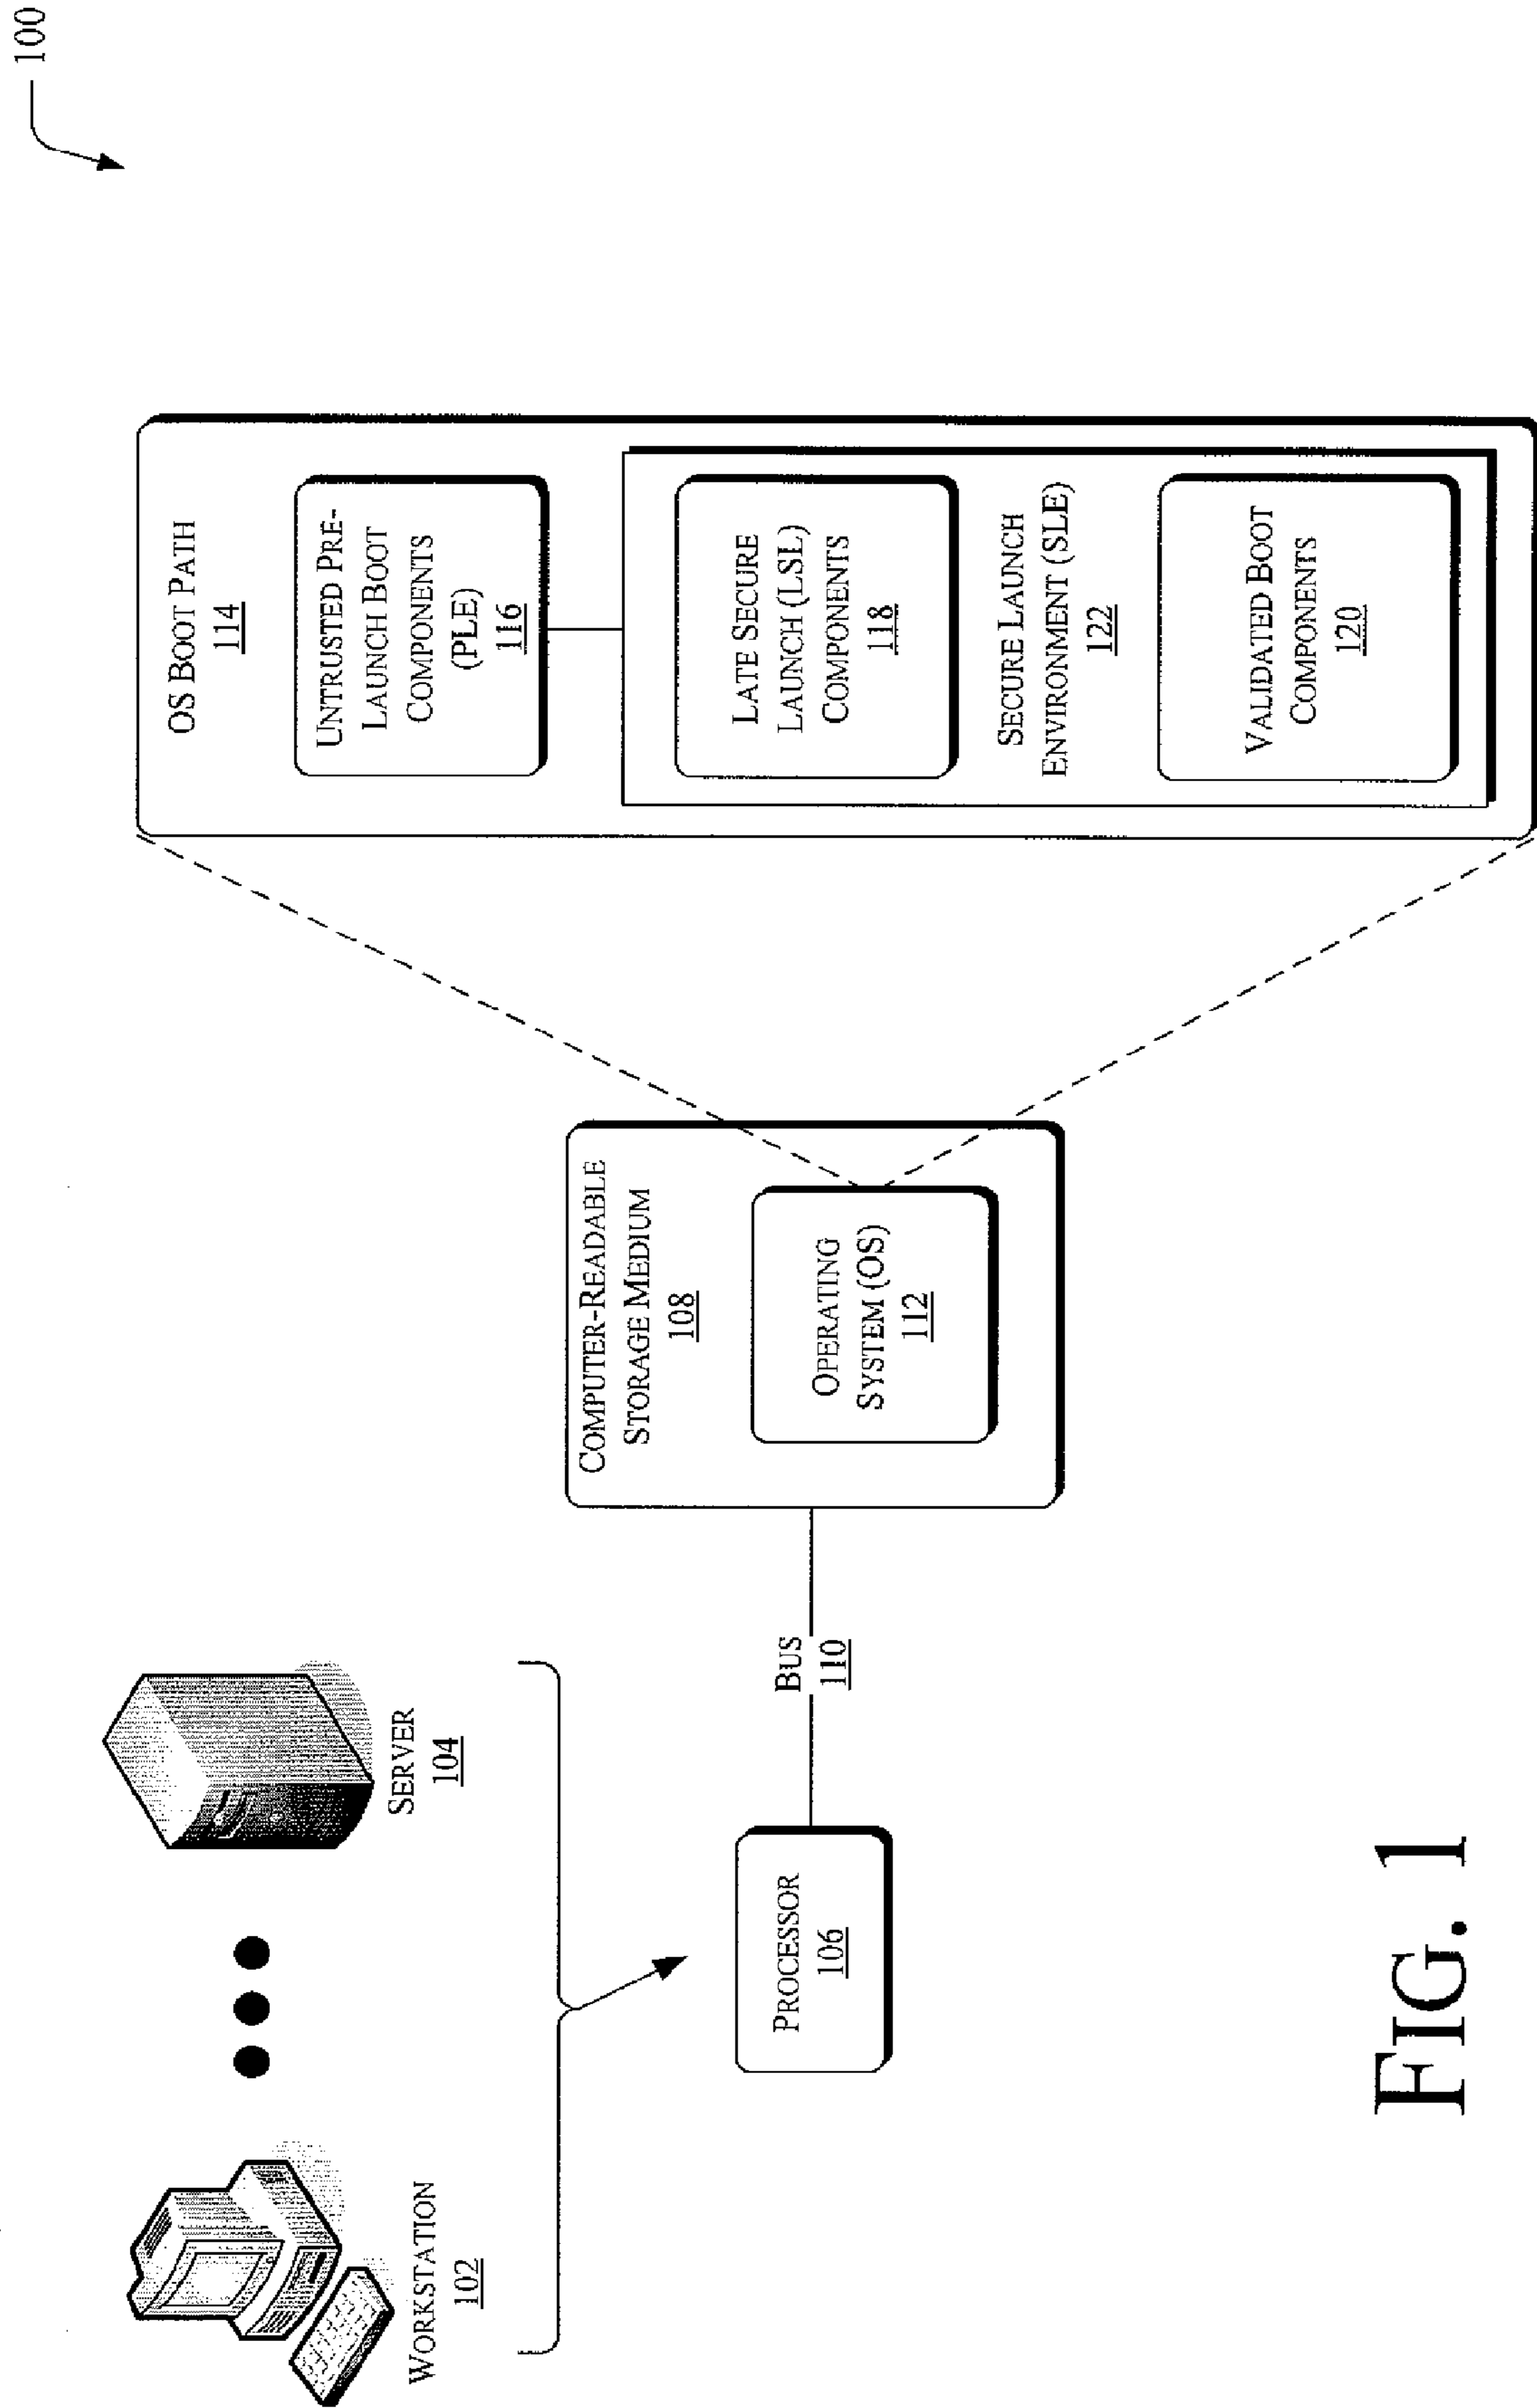 100
WORKSTATION
102
SERVER
104
PROCESSOR
106
BUS
110
COMPUTER-READABLE
STORAGE MEDIUM
108
OPERATING
SYSTEM (OS)
112
OS BOOT PATH
114
UNTRUSTED PRE-
LAUNCH BOOT
COMPONENTS
(PLE)
116
LATE SECURE
LAUNCH (LSL)
COMPONENTS
118
SECURE LAUNCH
ENVIRONMENT (SLE)
122
VALIDATED BOOT
COMPONENTS
120
FIG. 1